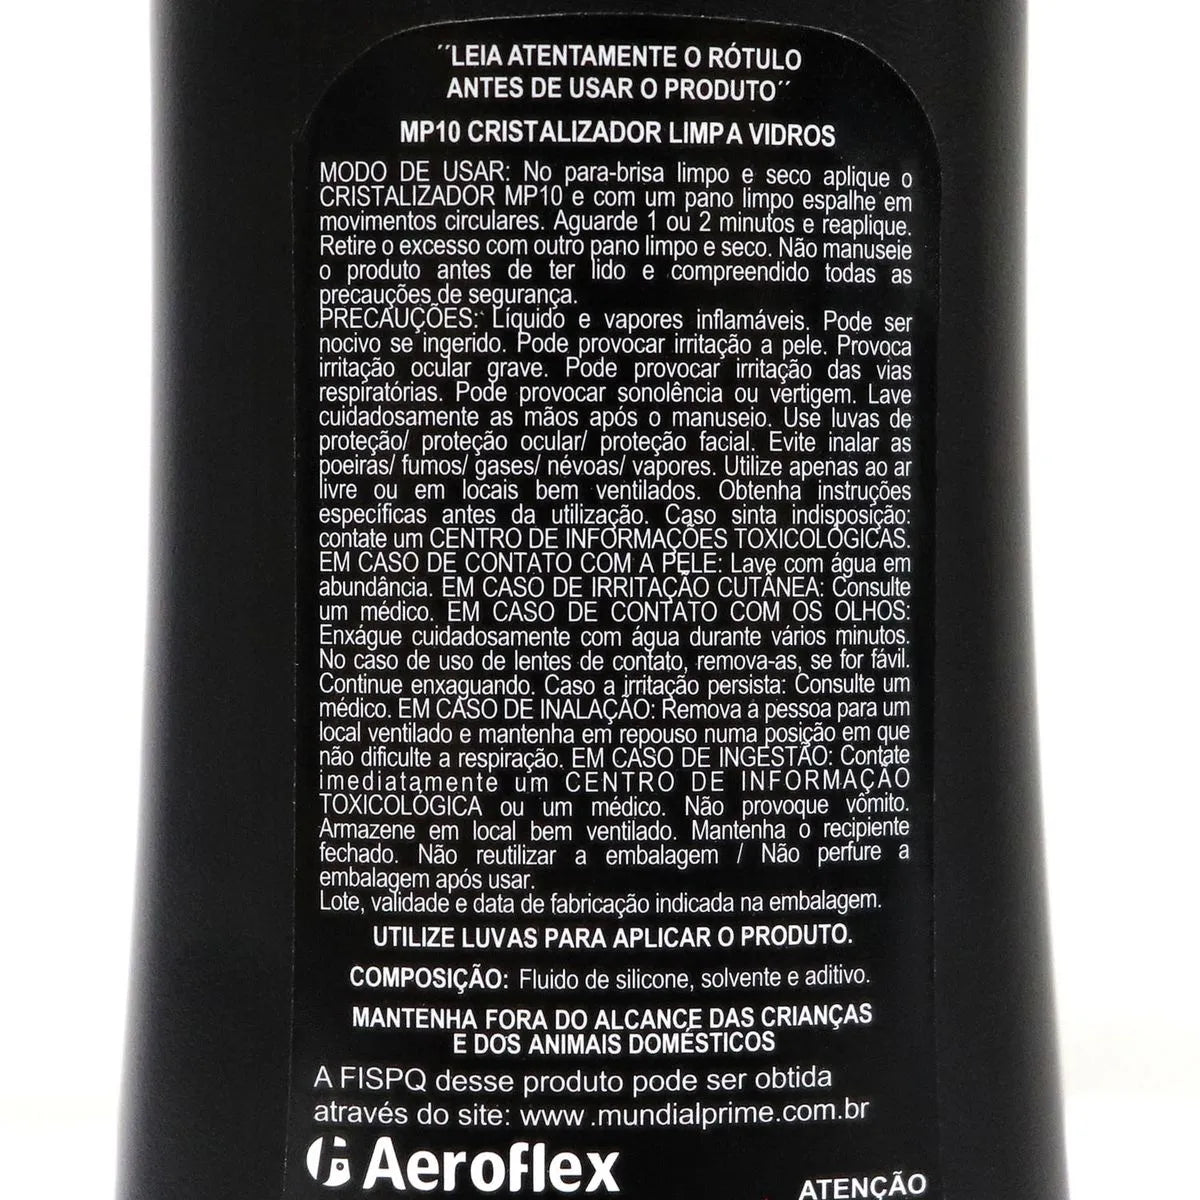 ´´LEIA ATENTAMENTE O RÓTULO
ANTES DE USAR O PRODUTO´´
MP10 CRISTALIZADOR LIMPA VIDROS
MODO DE USAR: No para-brisa limpo e seco aplique o
CRISTALIZADOR MP10 e com um pano limpo espalhe em
movimentos circulares. Aguarde 1 ou 2 minutos e reaplique.
Retire o excesso com outro pano limpo e seco. Não manuseie
o produto antes de ter lido e compreendido todas as
precauções de segurança.
PRECAUÇÕES: Líquido e vapores inflamáveis. Pode ser
nocivo se ingerido. Pode provocar irritação a pele. Provoca
irritação ocular grave. Pode provocar irritação das vias
respiratórias. Pode provocar sonolência ou vertigem. Lave
cuidadosamente as mãos após o manuseio. Use luvas de
proteção/ proteção ocular/ proteção facial. Evite inalar as
poeiras/ fumos/ gases/ névoas/ vapores. Utilize apenas ao ar
livre ou em locais bem ventilados. Obtenha instruções
específicas antes da utilização. Caso sinta indisposição:
contate um CENTRO DE INFORMAÇÕES TOXICOLÓGICAS.
EM CASO DE CONTATO COM A PELE: Lave com água em
abundância. EM CASO DE IRRITAÇÃO CUTÂNEA: Consulte
um médico. EM CASO DE CONTATO COM OS OLHOS:
Enxágue cuidadosamente com água durante vários minutos.
No caso de uso de lentes de contato, remova-as, se for fávil.
Continue enxaguando. Caso a irritação persista: Consulte um
médico. EM CASO DE INALAÇÃO: Remova a pessoa para um
local ventilado e mantenha em repouso numa posição em que
não dificulte a respiração. EM CASO DE INGESTÃO: Contate
imediatamente um CENTRO DE INFORMAÇÃO
TOXICOLÓGICA ou um médico. Não provoque vômito.
Armazene em local bem ventilado. Mantenha o recipiente
fechado. Não reutilizar a embalagem / Não perfure a
embalagem após usar.
Lote, validade e data de fabricação indicada na embalagem.
UTILIZE LUVAS PARA APLICAR O PRODUTO.
COMPOSIÇÃO: Fluido de silicone, solvente e aditivo.
MANTENHA FORA DO ALCANCE DAS CRIANÇAS
E DOS ANIMAIS DOMÉSTICOS
A FISPQ desse produto pode ser obtida
através do site: www .mundialprime.com.br
Aeroflex
ATENÇÃO